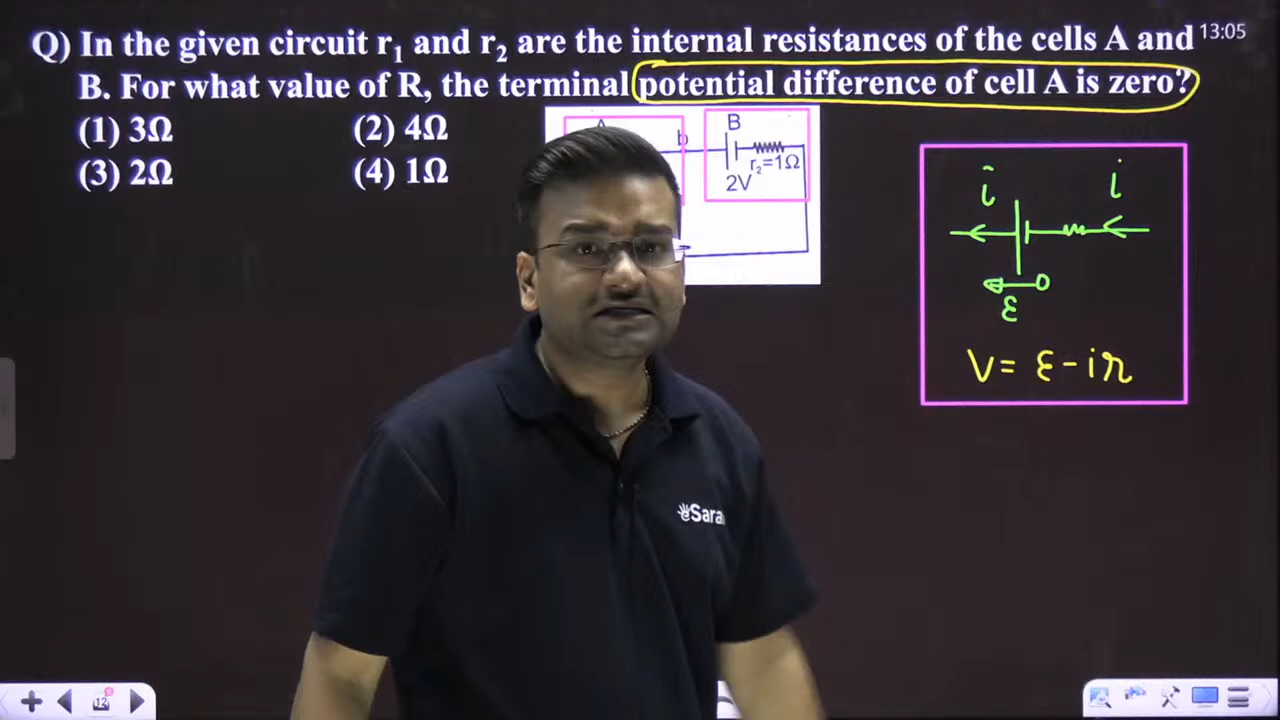 Q) In the given circuit r₁ and r₂ are the internal resistances of the cells A and
13:05
B. For what value of R, the terminal potential difference of cell A is zero?
(1) 3Ω (2) 4Ω
(3) 2Ω (4) 1Ω
b
B
r₂=1Ω
2V
i i
ε
V = ε - ir
eSara
12